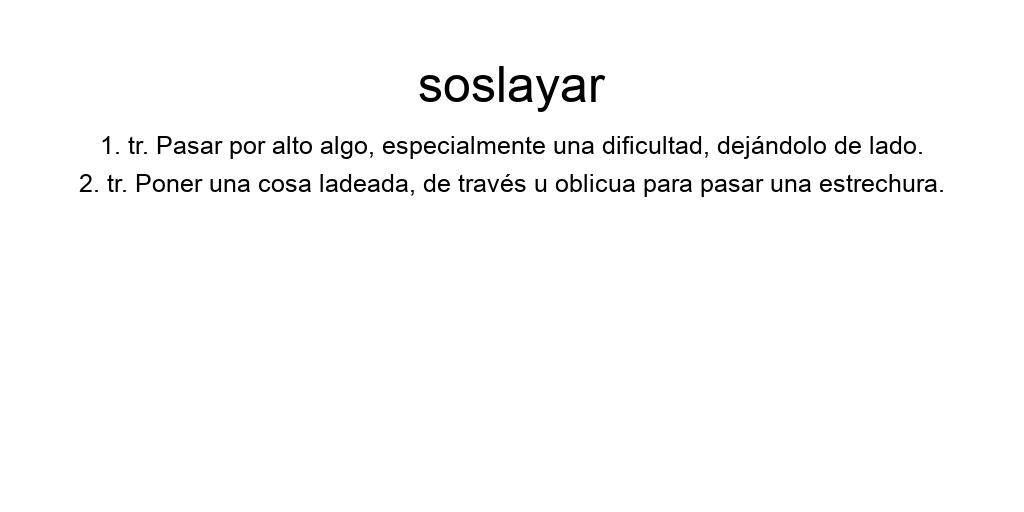 soslayar
1. tr. Pasar por alto algo, especialmente una dificultad, dejándolo de lado.
2. tr. Poner una cosa ladeada, de través u oblicua para pasar una estrechura.